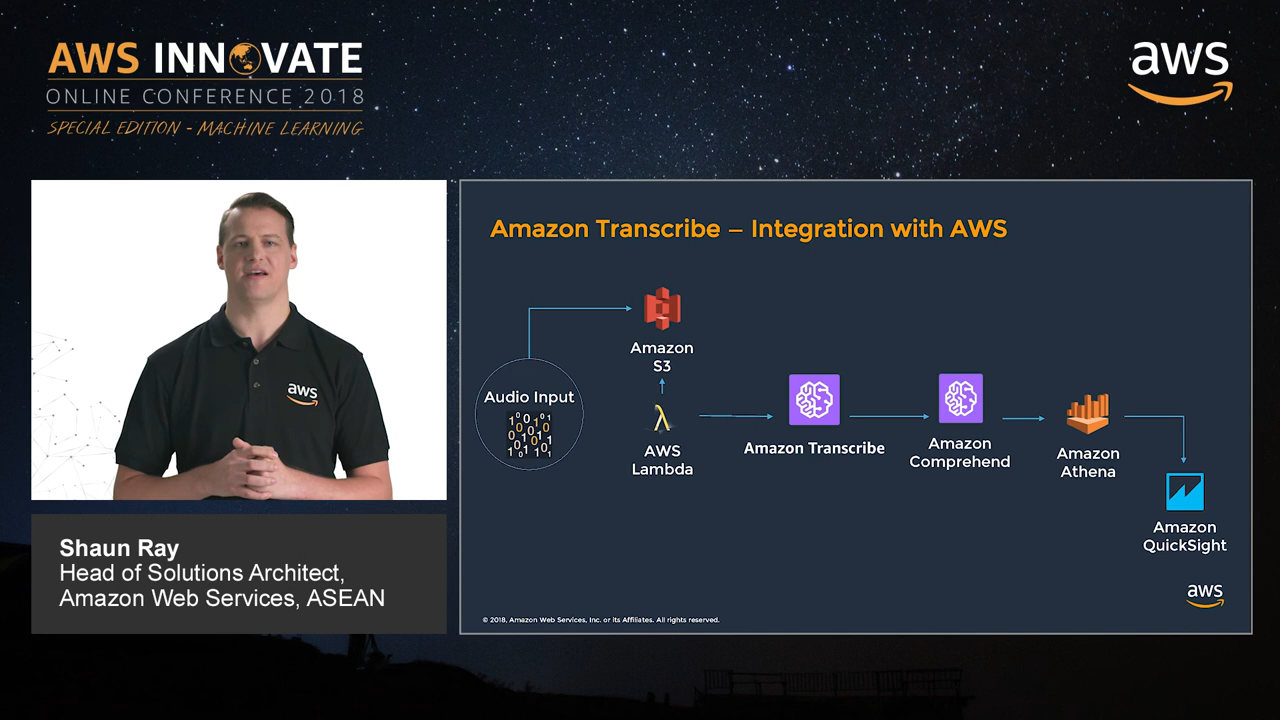 AWS INNOVATE
ONLINE CONFERENCE 2018
SPECIAL EDITION - MACHINE LEARNING
aws
aws
Shaun Ray
Head of Solutions Architect,
Amazon Web Services, ASEAN
Amazon Transcribe – Integration with AWS
Audio Input
Amazon
S3
AWS
Lambda
Amazon Transcribe
Amazon
Comprehend
Amazon
Athena
Amazon
QuickSight
aws
© 2018, Amazon Web Services, Inc. or its Affiliates. All rights reserved.